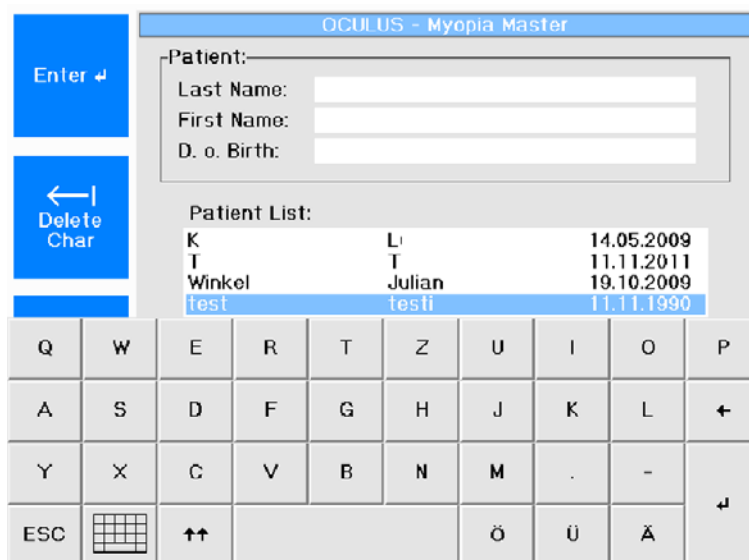 OCULUS - Myopia Master
Enter ↲
Patient:
Last Name:
First Name:
D. o. Birth:
Delete
Char
Patient List:
K 14.05.2009
T T 11.11.2011
Winkel Julian 19.10.2009
test testi 11.11.1990
Q W E R T Z U I O P
A S D F G H J K L ←
Y X C V B N M . -
ESC Ö Ü Ä ↲